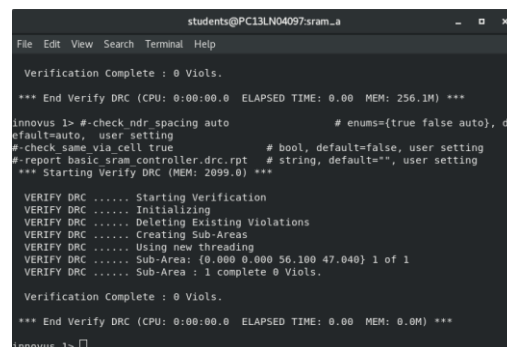 students@PC13LN04097:sram_a
File Edit View Search Terminal Help
Verification Complete : 0 Viols.
*** End Verify DRC (CPU: 0:00:00.0 ELAPSED TIME: 0.00 MEM: 256.1M) ***
innovus 1> #-check_ndr_spacing auto # enums={true false auto}, d
efault=auto, user setting
#-check_same_via_cell true # bool, default=false, user setting
#-report basic_sram_controller.drc.rpt # string, default="", user setting
*** Starting Verify DRC (MEM: 2099.0) ***
VERIFY DRC ...... Starting Verification
VERIFY DRC ...... Initializing
VERIFY DRC ...... Deleting Existing Violations
VERIFY DRC ...... Creating Sub-Areas
VERIFY DRC ...... Using new threading
VERIFY DRC ...... Sub-Area: {0.000 0.000 56.100 47.040} 1 of 1
VERIFY DRC ...... Sub-Area : 1 complete 0 Viols.
Verification Complete : 0 Viols.
*** End Verify DRC (CPU: 0:00:00.0 ELAPSED TIME: 0.00 MEM: 0.0M) ***
innovus 1>